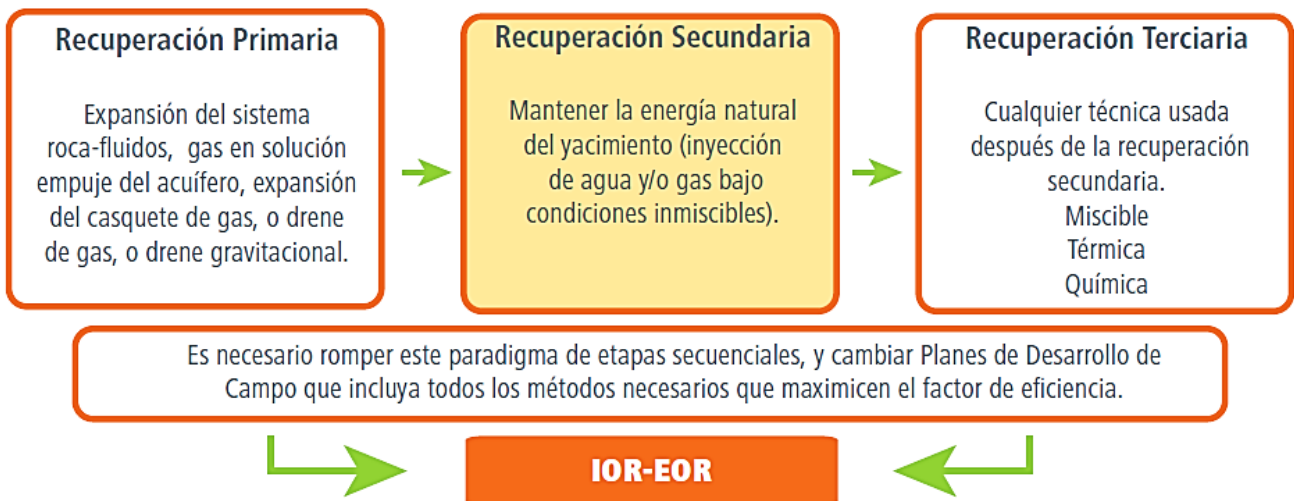 Recuperación Primaria
Expansión del sistema
roca-fluidos, gas en solución
empuje del acuífero, expansión
del casquete de gas, o drene
de gas, o drene gravitacional.
Recuperación Secundaria
Mantener la energía natural
del yacimiento (inyección
de agua y/o gas bajo
condiciones inmiscibles).
Recuperación Terciaria
Cualquier técnica usada
después de la recuperación
secundaria.
Miscible
Térmica
Química
Es necesario romper este paradigma de etapas secuenciales, y cambiar Planes de Desarrollo de
Campo que incluya todos los métodos necesarios que maximicen el factor de eficiencia.
IOR-EOR